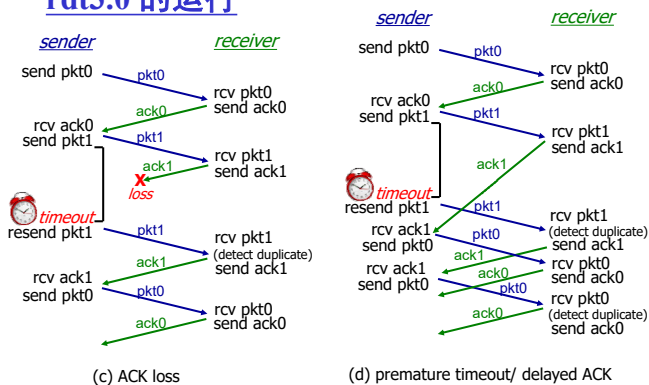 rdt3.0 的运行
sender
receiver
send pkt0
pkt0
rcv pkt0
send ack0
ack0
rcv ack0
send pkt1
pkt1
rcv pkt1
send ack1
ack1
X
loss
timeout
resend pkt1
pkt1
rcv pkt1
(detect duplicate)
send ack1
ack1
rcv ack1
send pkt0
pkt0
rcv pkt0
send ack0
ack0
(c) ACK loss
sender
receiver
send pkt0
pkt0
rcv pkt0
send ack0
ack0
rcv ack0
send pkt1
pkt1
rcv pkt1
send ack1
ack1
timeout
resend pkt1
pkt1
rcv pkt1
(detect duplicate)
send ack1
rcv ack1
send pkt0
pkt0
ack1
rcv pkt0
send ack0
ack0
rcv ack1
send pkt0
pkt0
rcv pkt0
(detect duplicate)
send ack0
ack0
(d) premature timeout/ delayed ACK